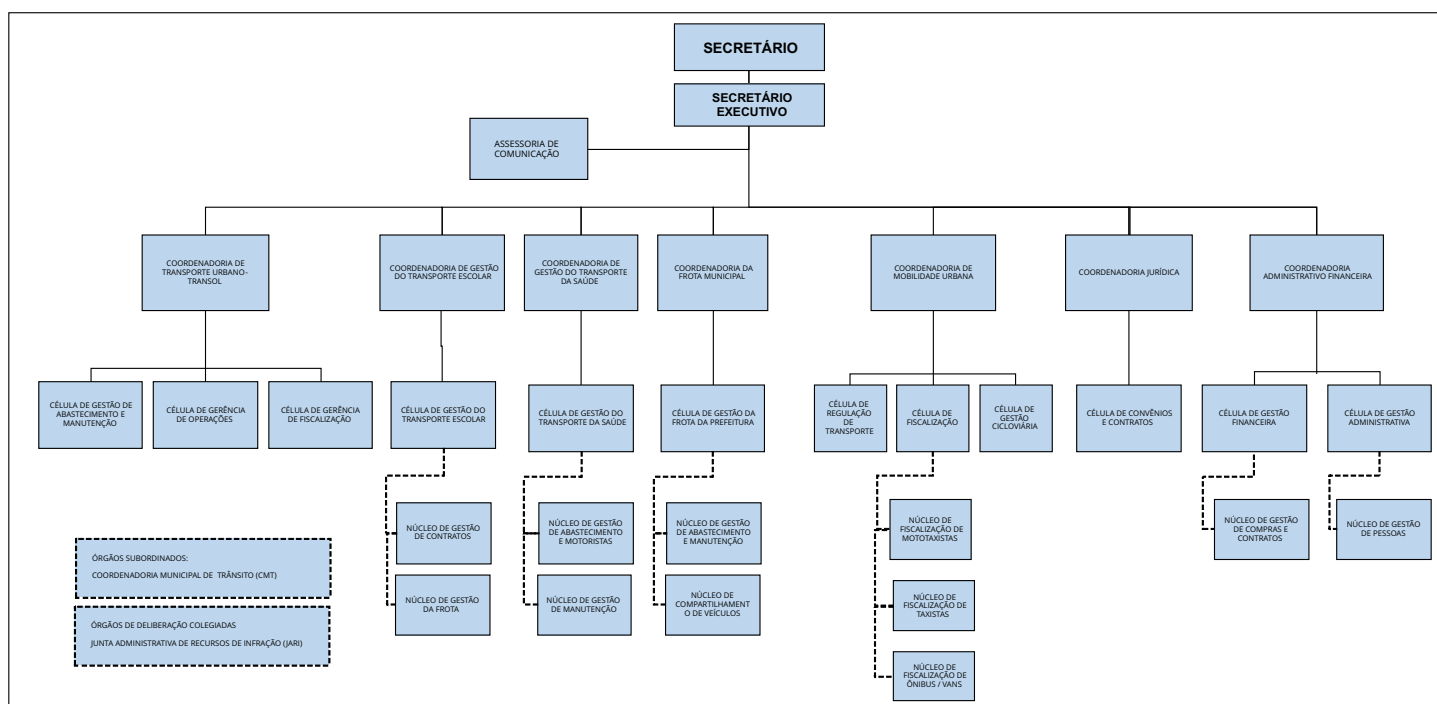 SECRETÁRIO
SECRETÁRIO
EXECUTIVO
ASSESSORIA DE
COMUNICAÇÃO
COORDENADORIA DE
TRANSPORTE URBANO-
TRANSOL
COORDENADORIA DE GESTÃO
DO TRANSPORTE ESCOLAR
COORDENADORIA DE
GESTÃO DO TRANSPORTE
DA SAÚDE
COORDENADORIA DA
FROTA MUNICIPAL
COORDENADORIA DE
MOBILIDADE URBANA
COORDENADORIA JURÍDICA
COORDENADORIA
ADMINISTRATIVO FINANCEIRA
CÉLULA DE GESTÃO DE
ABASTECIMENTO E
MANUTENÇÃO
CÉLULA DE GERÊNCIA
DE OPERAÇÕES
CÉLULA DE GERÊNCIA
DE FISCALIZAÇÃO
CÉLULA DE GESTÃO DO
TRANSPORTE ESCOLAR
CÉLULA DE GESTÃO DO
TRANSPORTE DA SAÚDE
CÉLULA DE GESTÃO DA
FROTA DA PREFEITURA
CÉLULA DE
REGULAÇÃO
DE
TRANSPORTE
CÉLULA DE
FISCALIZAÇÃO
CÉLULA DE
GESTÃO
CICLOVIÁRIA
CÉLULA DE CONVÊNIOS
E CONTRATOS
CÉLULA DE GESTÃO
FINANCEIRA
CÉLULA DE GESTÃO
ADMINISTRATIVA
NÚCLEO DE GESTÃO
DE CONTRATOS
NÚCLEO DE GESTÃO
DE ABASTECIMENTO
E MOTORISTAS
NÚCLEO DE GESTÃO
DE ABASTECIMENTO
E MANUTENÇÃO
NÚCLEO DE
FISCALIZAÇÃO DE
MOTOTAXISTAS
NÚCLEO DE GESTÃO
DE COMPRAS E
CONTRATOS
NÚCLEO DE GESTÃO
DE PESSOAS
NÚCLEO DE GESTÃO
DA FROTA
NÚCLEO DE GESTÃO
DE MANUTENÇÃO
NÚCLEO DE
COMPARTILHAMENT
O DE VEÍCULOS
NÚCLEO DE
FISCALIZAÇÃO DE
TAXISTAS
NÚCLEO DE
FISCALIZAÇÃO DE
ÔNIBUS / VANS
ÓRGÃOS SUBORDINADOS:
COORDENADORIA MUNICIPAL DE TRÂNSITO (CMT)
ÓRGÃOS DE DELIBERAÇÃO COLEGIADAS
JUNTA ADMINISTRATIVA DE RECURSOS DE INFRAÇÃO (JARI)